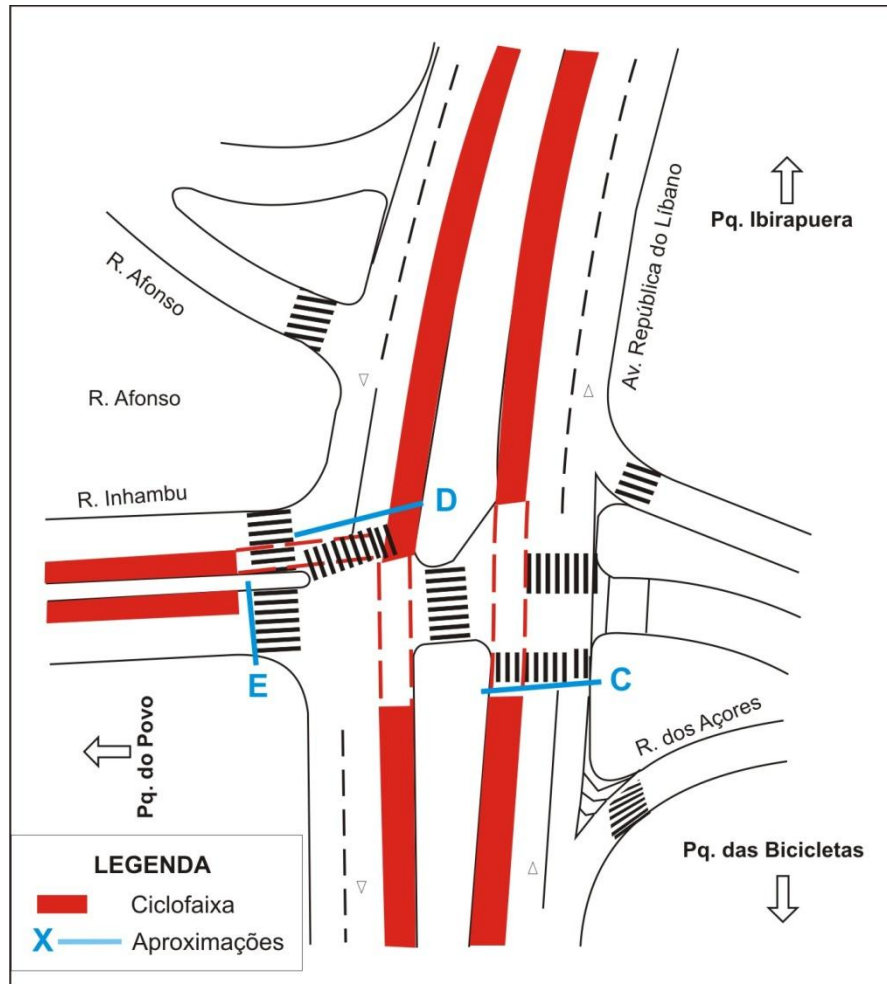 Pq. Ibirapuera
Av. República do Líbano
R. Afonso
R. Afonso
R. Inhambu
D
E
C
Pq. do Povo
R. dos Açores
Pq. das Bicicletas
LEGENDA
Ciclofaixa
X Aproximações